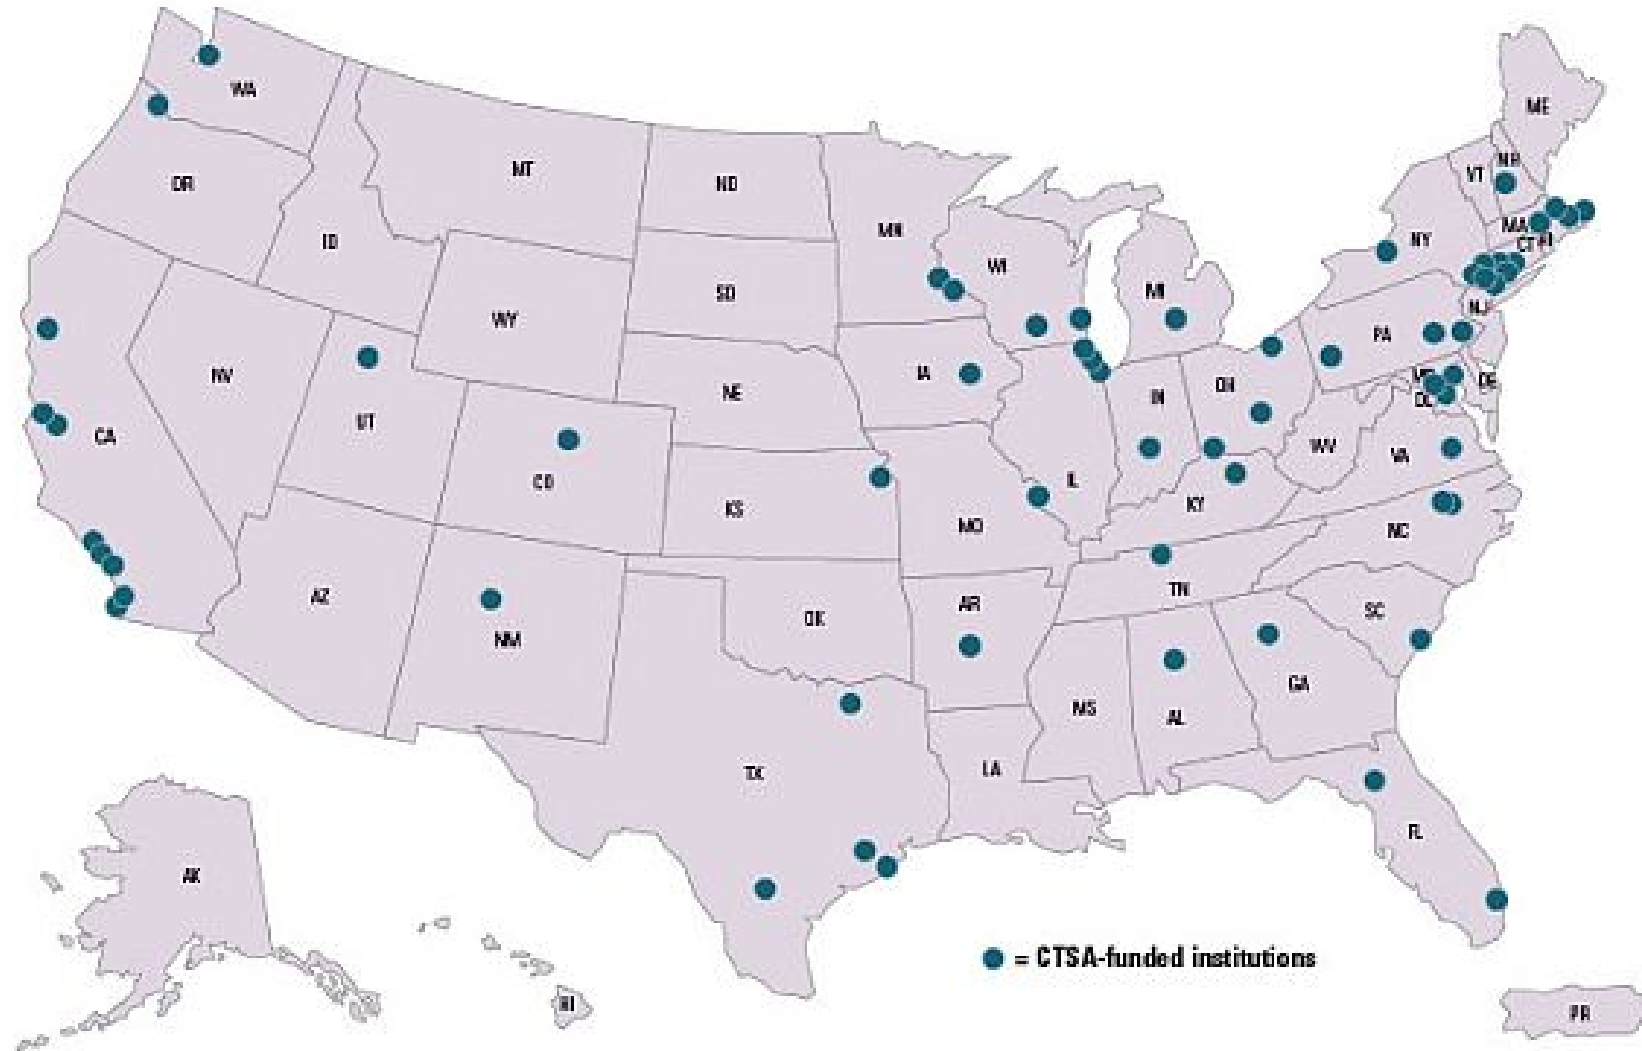 WA
ME
MT
ND
NH
VT
OR
MN
MA
ID
NY
CT
RI
WI
SD
MI
WY
NJ
PA
NV
IA
NE
OH
MD
DE
IN
UT
DC
CA
WV
VA
CO
IL
KS
KY
MO
NC
AZ
TN
AR
OK
SC
NM
GA
MS
AL
TX
LA
FL
AK
= CTSA-funded institutions
HI
PR